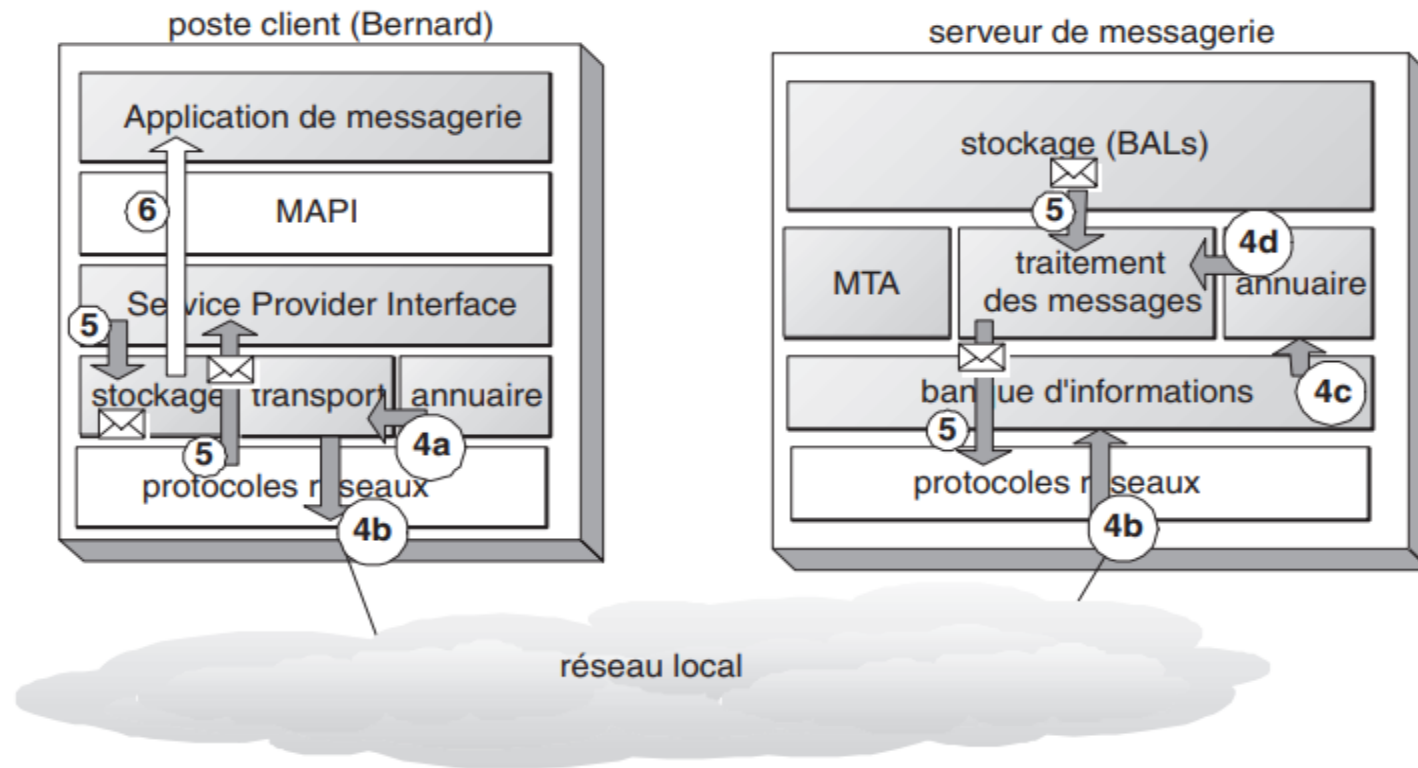 poste client (Bernard)
Application de messagerie
6
MAPI
Service Provider Interface
5
stockage
transport
annuaire
4a
5
protocoles réseaux
4b
serveur de messagerie
stockage (BALs)
5
4d
MTA
traitement
des messages
annuaire
banque d'informations
4c
5
protocoles réseaux
4b
réseau local